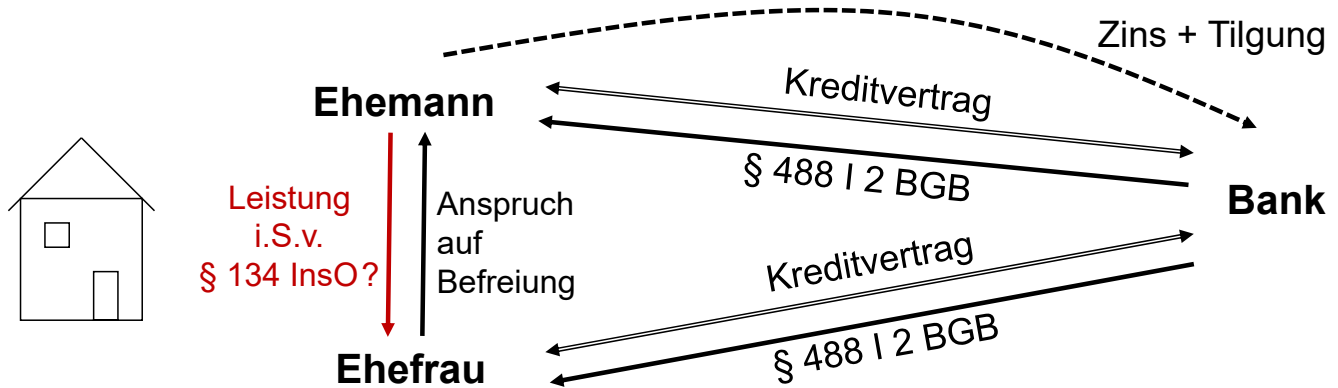 Zins + Tilgung
Kreditvertrag
Ehemann
§ 488 I 2 BGB
Leistung
i.S.v.
§ 134 InsO?
Anspruch
auf
Befreiung
Bank
Kreditvertrag
§ 488 I 2 BGB
Ehefrau